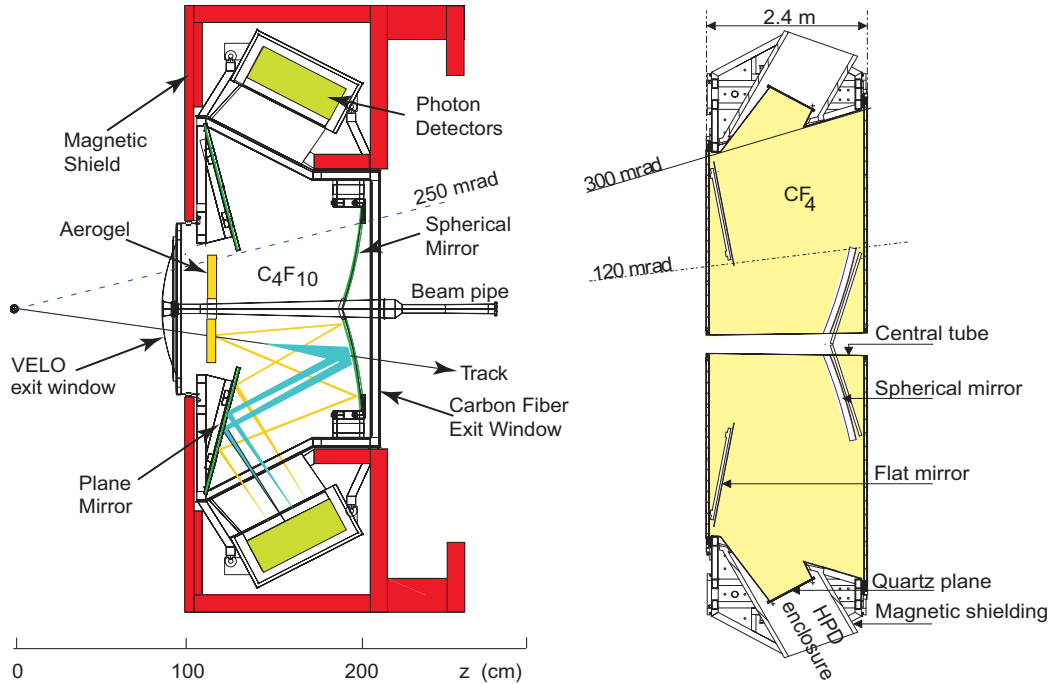 Photon
Detectors
Magnetic
Shield
250 mrad
Aerogel
Spherical
Mirror
C4F10
Beam pipe
VELO
exit window
Track
Carbon Fiber
Exit Window
Plane
Mirror
0
100
200
z (cm)
2.4 m
300 mrad
CF4
120 mrad
Central tube
Spherical mirror
Flat mirror
Quartz plane
Magnetic shielding
HPD
enclosure